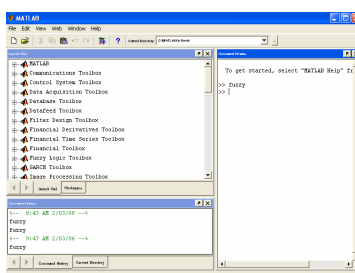 MATLAB
File Edit View Web Window Help
? Current Directory:
Launch Pad
MATLAB
Communications Toolbox
Control System Toolbox
Data Acquisition Toolbox
Database Toolbox
Datafeed Toolbox
Filter Design Toolbox
Financial Derivatives Toolbox
Financial Time Series Toolbox
Financial Toolbox
Fuzzy Logic Toolbox
GARCH Toolbox
Image Processing Toolbox
Launch Pad Workspace
Command History
%-- 9:43 AM 2/03/06 --%
fuzzy
fuzzy
%-- 9:47 AM 2/03/06 --%
fuzzy
Command History Current Directory
Command Window
To get started, select "MATLAB Help" fr
>> fuzzy
>>